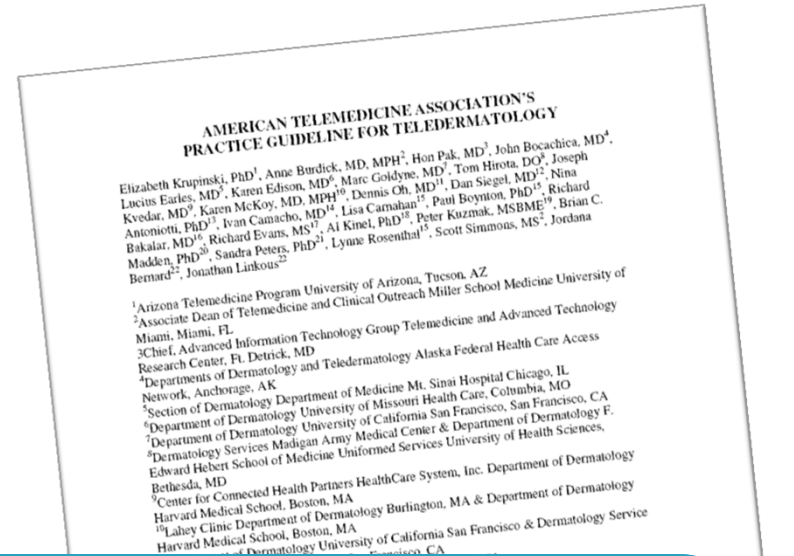 AMERICAN TELEMEDICINE ASSOCIATION'S
PRACTICE GUIDELINE FOR TELEDERMATOLOGY
Elizabeth Krupinski, PhD¹, Anne Burdick, MD, MPH², Hon Pak, MD³, John Bocachica, MD⁴,
Lucius Earles, MD⁵, Karen Edison, MD⁶, Marc Goldyne, MD⁷, Tom Hirota, DO⁸, Joseph
Kvedar, MD⁹, Karen McKoy, MD, MPH¹⁰, Dennis Oh, MD¹¹, Dan Siegel, MD¹², Nina
Antoniotti, PhD¹³, Ivan Camacho, MD¹⁴, Lisa Carnahan¹⁵, Paul Boynton, PhD¹⁵, Richard
Bakalar, MD¹⁶, Richard Evans, MS¹⁷, Al Kinel, PhD¹⁸, Peter Kuzmak, MSBME¹⁹, Brian C.
Madden, PhD²⁰, Sandra Peters, PhD²¹, Lynne Rosenthal¹⁵, Scott Simmons, MS², Jordana
Bernard²², Jonathan Linkous²²
¹Arizona Telemedicine Program University of Arizona, Tucson, AZ
²Associate Dean of Telemedicine and Clinical Outreach Miller School Medicine University of
Miami, Miami, FL
3Chief, Advanced Information Technology Group Telemedicine and Advanced Technology
Research Center, Ft. Detrick, MD
⁴Departments of Dermatology and Teledermatology Alaska Federal Health Care Access
Network, Anchorage, AK
⁵Section of Dermatology Department of Medicine Mt. Sinai Hospital Chicago, IL
⁶Department of Dermatology University of Missouri Health Care, Columbia, MO
⁷Department of Dermatology University of California San Francisco, San Francisco, CA
⁸Dermatology Services Madigan Army Medical Center & Department of Dermatology F.
Edward Hebert School of Medicine Uniformed Services University of Health Sciences,
Bethesda, MD
⁹Center for Connected Health Partners HealthCare System, Inc. Department of Dermatology
Harvard Medical School, Boston, MA
¹⁰Lahey Clinic Department of Dermatology Burlington, MA & Department of Dermatology
Harvard Medical School, Boston, MA
of Dermatology University of California San Francisco & Dermatology Service
CA